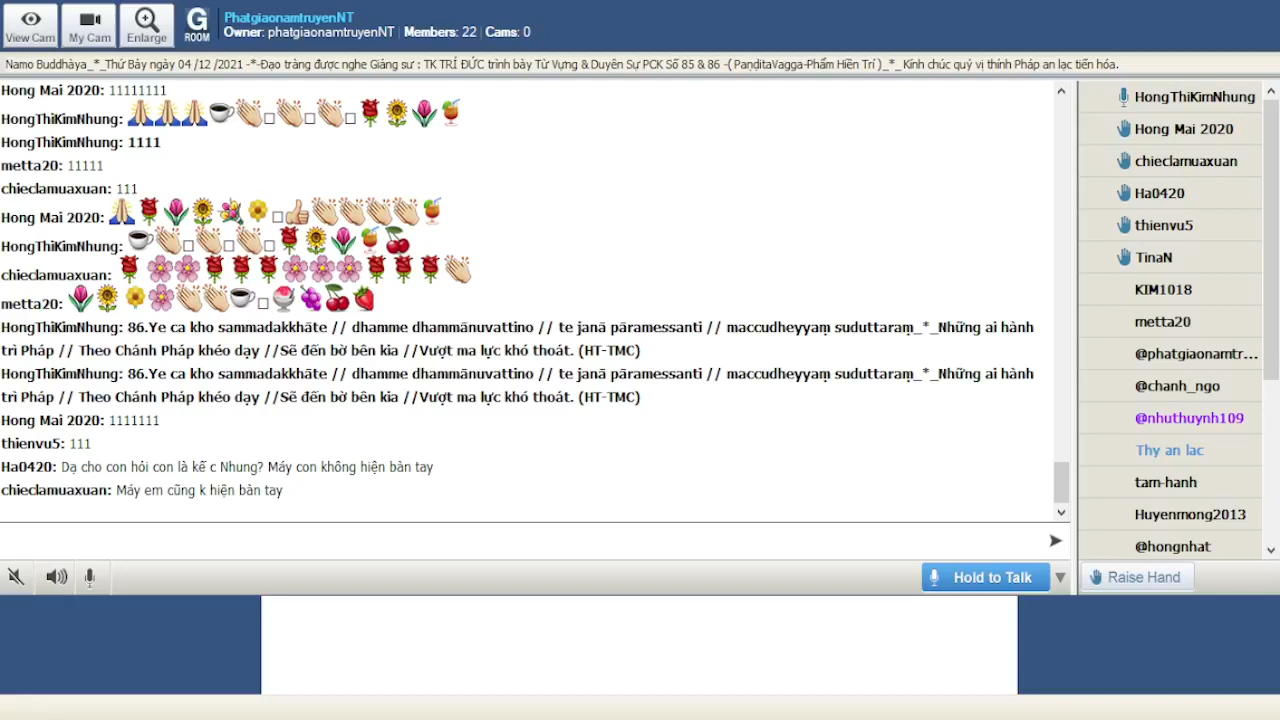 View Cam
My Cam
Enlarge
G
ROOM
PhatgiaonamtruyenNT
Owner: phatgiaonamtruyenNT | Members: 22 | Cams: 0
Namo Buddhàya_*_Thứ Bảy ngày 04 /12 /2021 -*-Đạo tràng được nghe Giảng sư : TK TRÍ ĐỨC trình bày Từ Vựng & Duyên Sự PCK Số 85 & 86 -( PaṇḍitaVagga-Phẩm Hiền Trí )_*_ Kính chúc quý vị thính Pháp an lạc tiến hóa.
Hong Mai 2020: 11111111
HongThiKimNhung:
HongThiKimNhung: 1111
metta20: 11111
chieclamuaxuan: 111
Hong Mai 2020:
HongThiKimNhung:
chieclamuaxuan:
metta20:
HongThiKimNhung: 86.Ye ca kho sammadakkhāte // dhamme dhammānuvattino // te janā pāramessanti // maccudheyyaṃ suduttaraṃ_*_Những ai hành
trì Pháp // Theo Chánh Pháp khéo dạy //Sẽ đến bờ bên kia //Vượt ma lực khó thoát. (HT-TMC)
HongThiKimNhung: 86.Ye ca kho sammadakkhāte // dhamme dhammānuvattino // te janā pāramessanti // maccudheyyaṃ suduttaraṃ_*_Những ai hành
trì Pháp // Theo Chánh Pháp khéo dạy //Sẽ đến bờ bên kia //Vượt ma lực khó thoát. (HT-TMC)
Hong Mai 2020: 1111111
thienvu5: 111
Ha0420: Dạ cho con hỏi con là kế c Nhung? Máy con không hiện bàn tay
chieclamuaxuan: Máy em cũng k hiện bàn tay
Hold to Talk
HongThiKimNhung
Hong Mai 2020
chieclamuaxuan
Ha0420
thienvu5
TinaN
KIM1018
metta20
@phatgiaonamtr...
@chanh_ngo
@nhuthuynh109
Thy an lac
tam-hanh
Huyenmong2013
@hongnhat
Raise Hand